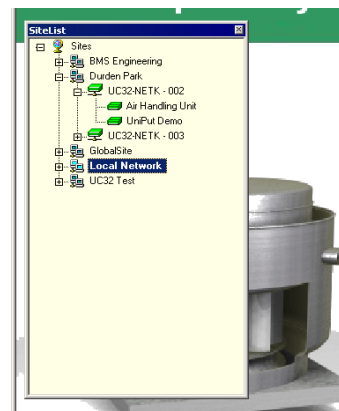 SiteList
Sites
BMS Engineering
Durden Park
UC32-NETK - 002
Air Handling Unit
UniPut Demo
UC32-NETK - 003
GlobalSite
Local Network
UC32 Test